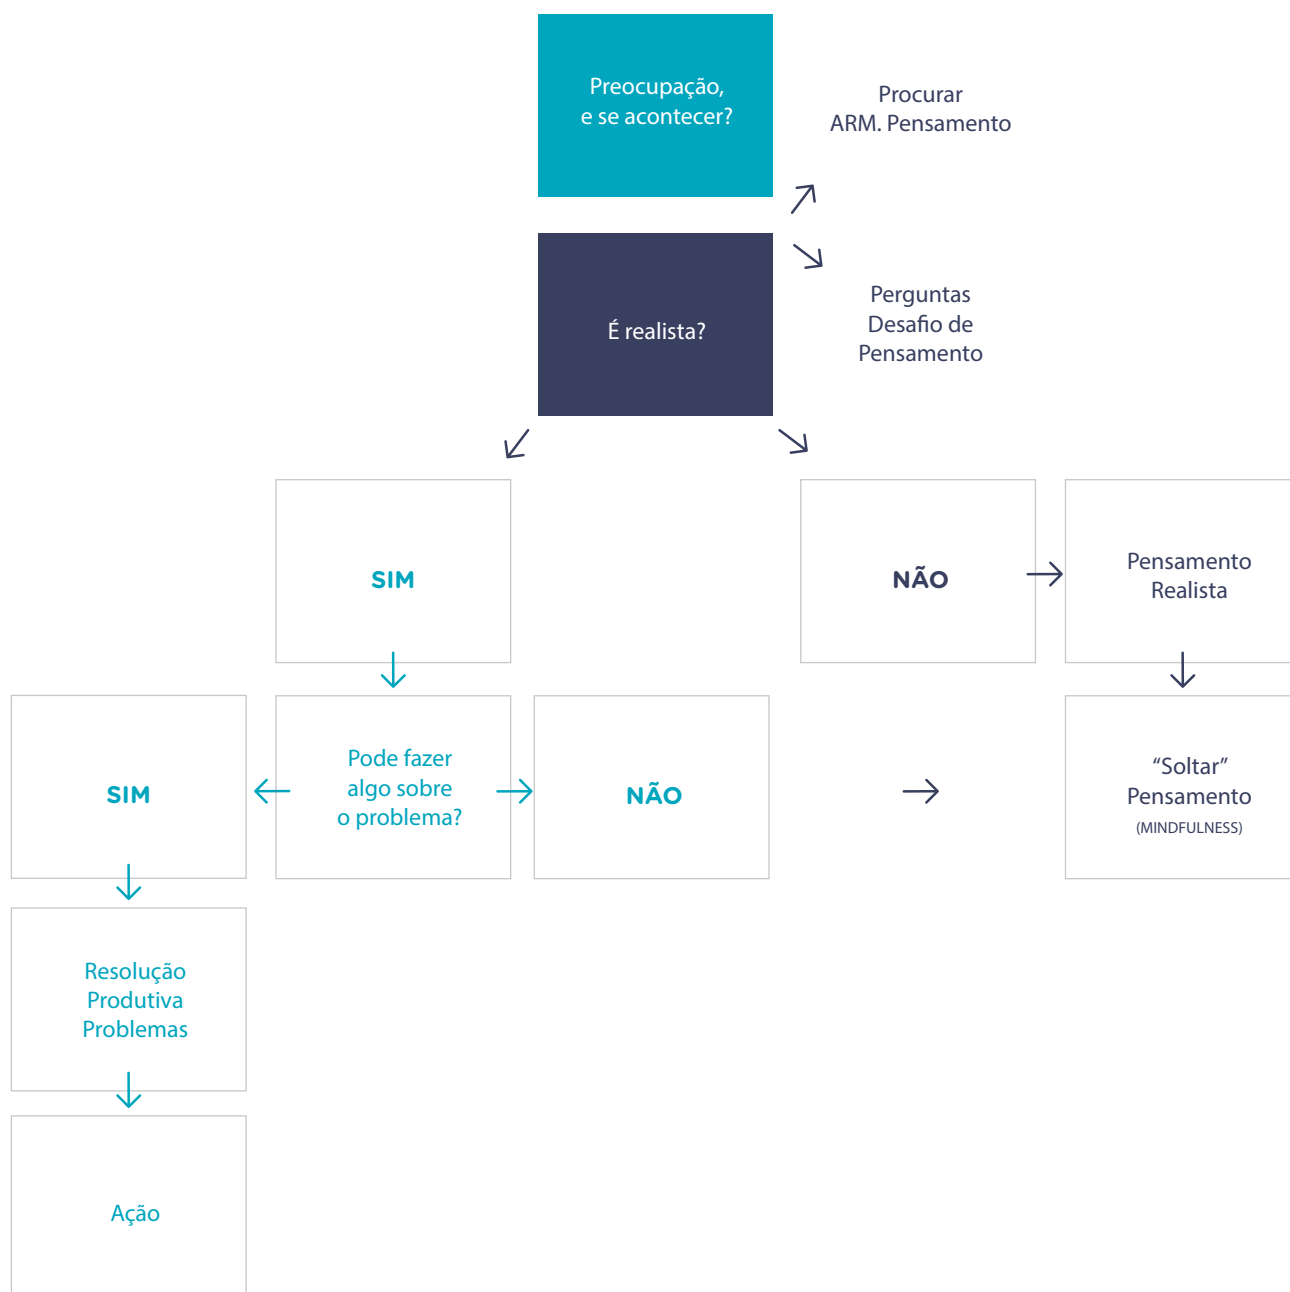 Preocupação,
e se acontecer?
Procurar
ARM. Pensamento
É realista?
Perguntas
Desafio de
Pensamento
SIM
NÃO
Pensamento
Realista
SIM
Pode fazer
algo sobre
o problema?
NÃO
“Soltar”
Pensamento
(MINDFULNESS)
Resolução
Produtiva
Problemas
Ação